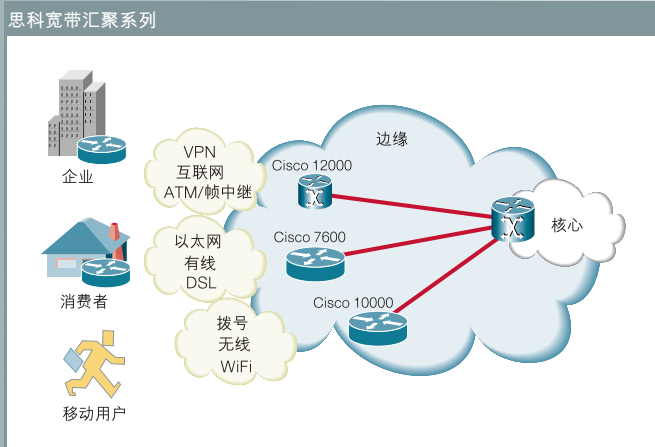 思科宽带汇聚系列
企业
VPN
互联网
ATM/帧中继
Cisco 12000
边缘
核心
消费者
以太网
有线
DSL
Cisco 7600
Cisco 10000
移动用户
拨号
无线
WiFi